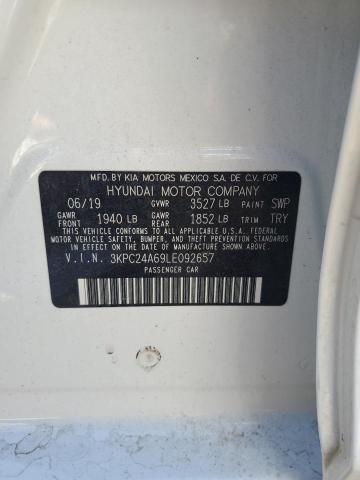 MFD. BY KIA MOTORS MEXICO S.A. DE C.V. FOR
HYUNDAI MOTOR COMPANY
06/19 GVWR 3527 LB PAINT SWP
GAWR FRONT 1940 LB GAWR REAR 1852 LB TRIM TRY
THIS VEHICLE CONFORMS TO ALL APPLICABLE U.S.A. FEDERAL
MOTOR VEHICLE SAFETY, BUMPER, AND THEFT PREVENTION STANDARDS
IN EFFECT ON THE DATE OF MANUFACTURE SHOWN ABOVE.
V.I.N. 3KPC24A69LE092657
PASSENGER CAR